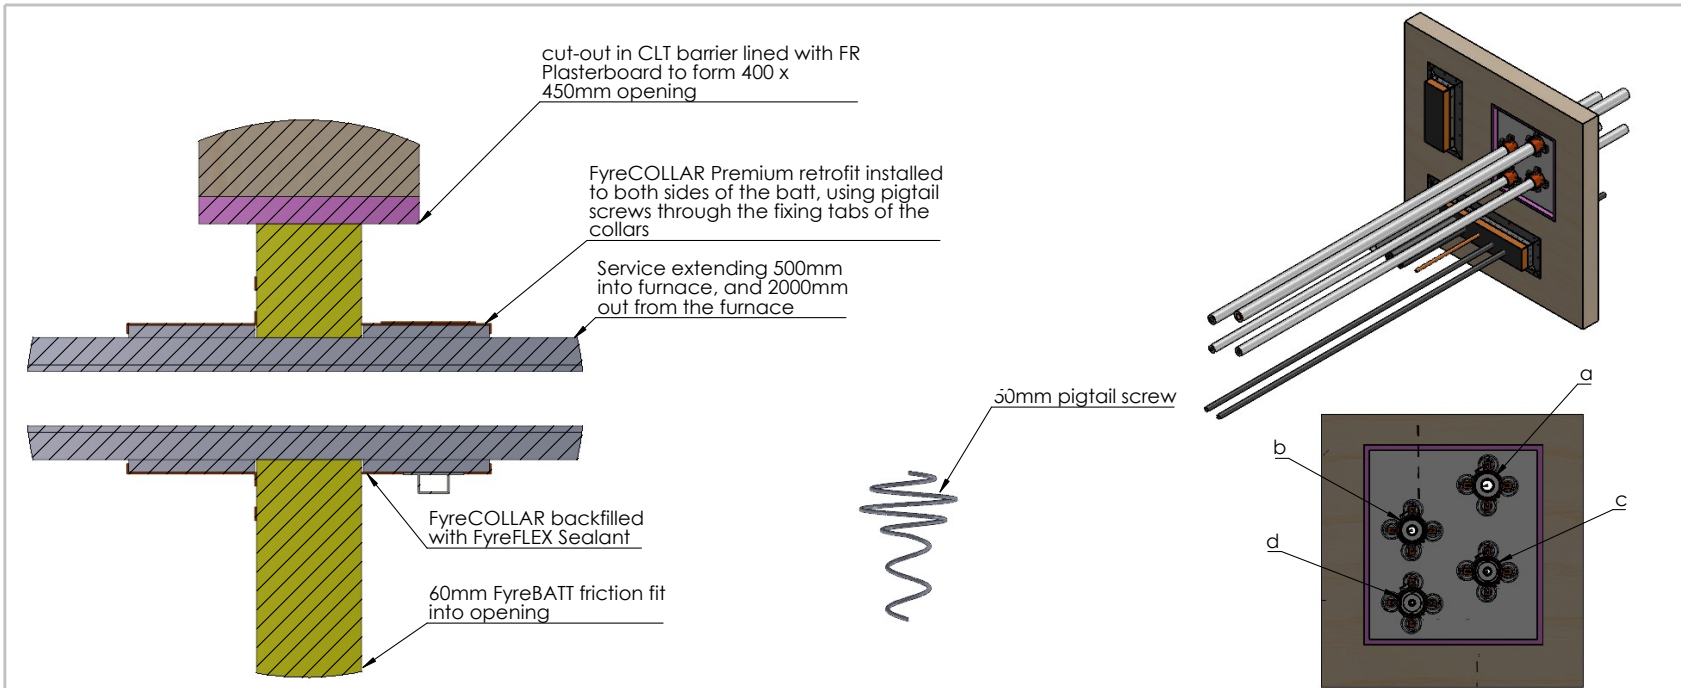 cut-out in CLT barrier lined with FR
Plasterboard to form 400 x
450mm opening
FyreCOLLAR Premium retrofit installed
to both sides of the batt, using pigtail
screws through the fixing tabs of the
collars
Service extending 500mm
into furnace, and 2000mm
out from the furnace
50mm pigtail screw
FyreCOLLAR backfilled
with FyreFLEX Sealant
60mm FyreBATT friction fit
into opening
a
b
c
d